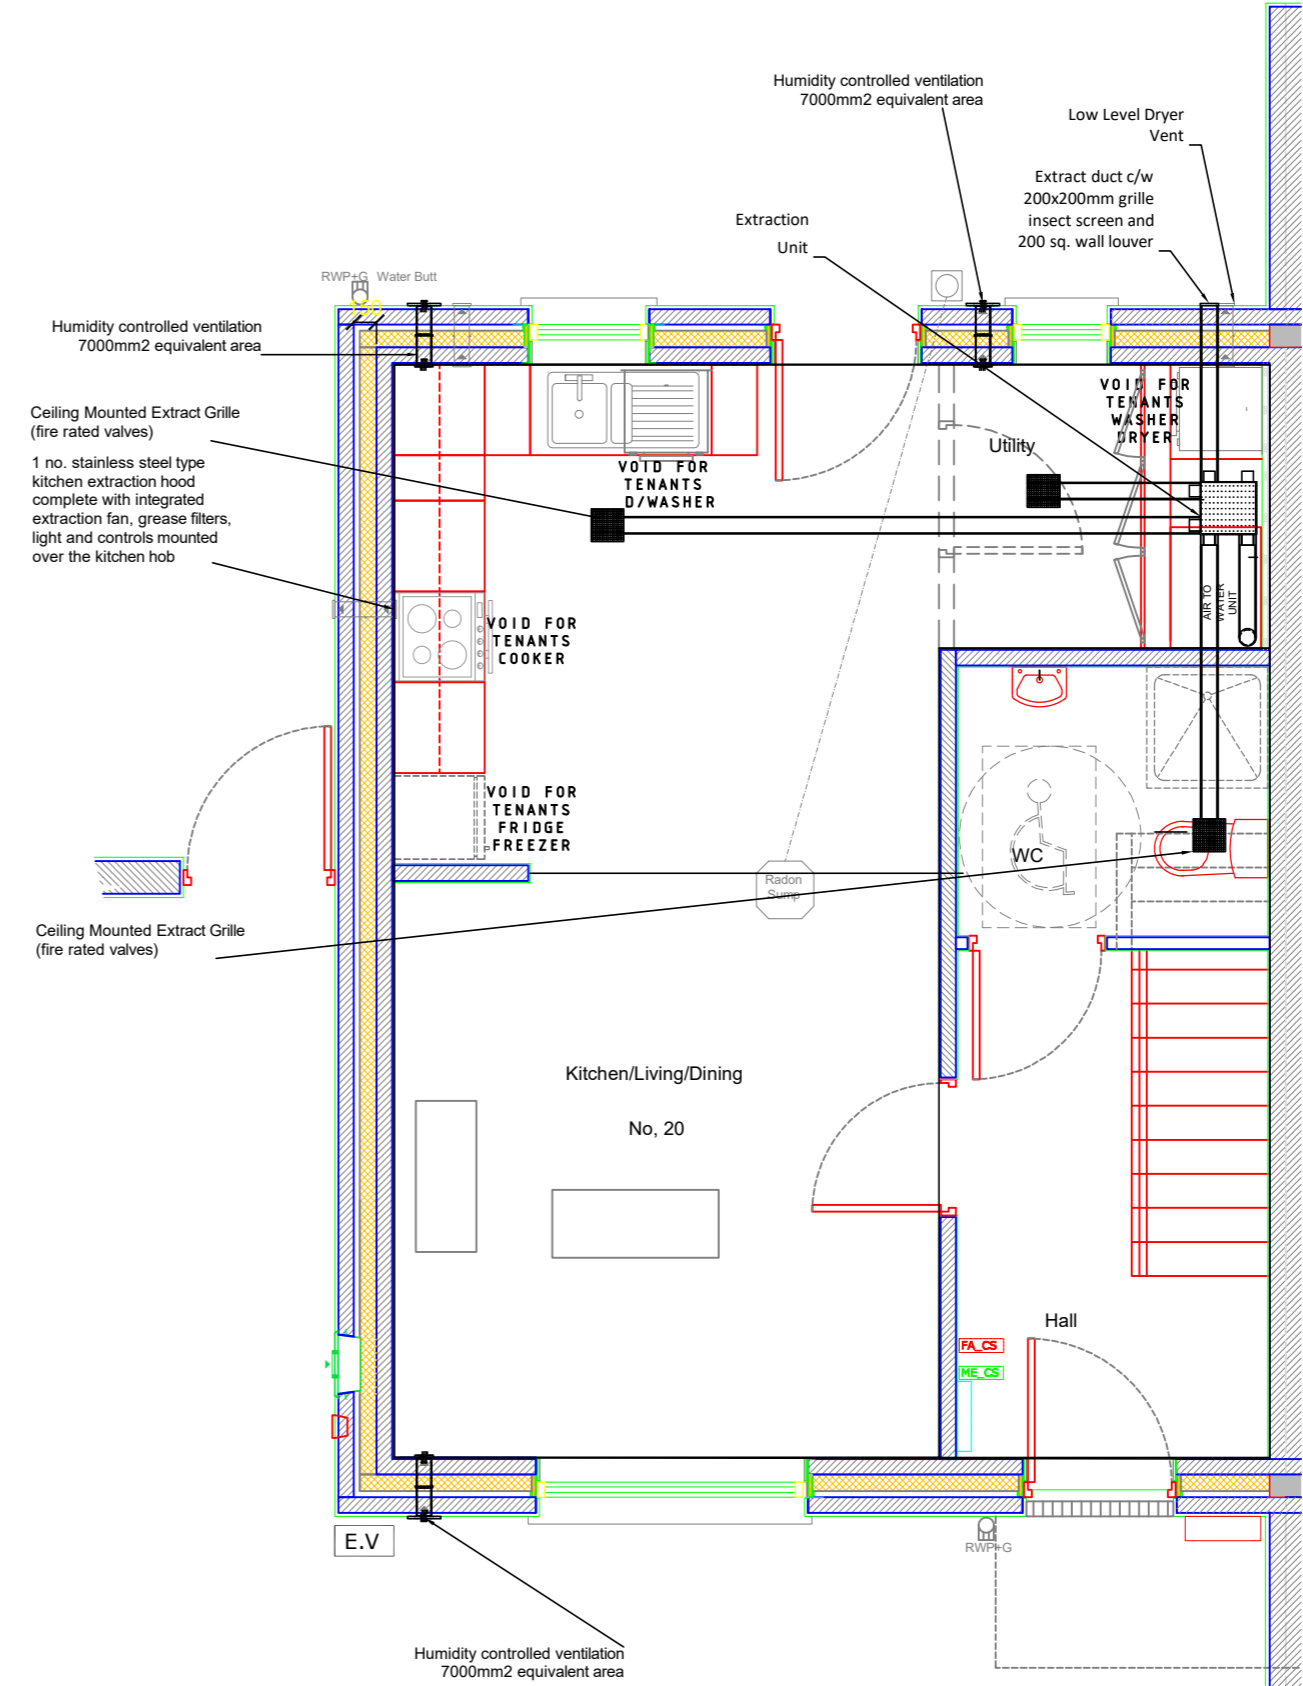 Humidity controlled ventilation
7000mm2 equivalent area
Low Level Dryer
Vent
Extract duct c/w
200x200mm grille
insect screen and
200 sq. wall louver
Extraction
Unit
RWP+G Water Butt
150
Humidity controlled ventilation
7000mm2 equivalent area
Ceiling Mounted Extract Grille
(fire rated valves)
1 no. stainless steel type
kitchen extraction hood
complete with integrated
extraction fan, grease filters,
light and controls mounted
over the kitchen hob
VOID FOR
TENANTS
WASHER
DRYER
Utility
VOID FOR
TENANTS
D/WASHER
AIR TO
WATER
UNIT
VOID FOR
TENANTS
COOKER
VOID FOR
TENANTS
FRIDGE
FREEZER
WC
Radon
Sump
Ceiling Mounted Extract Grille
(fire rated valves)
Kitchen/Living/Dining
No, 20
Hall
FA_CS
ME_CS
E.V
RWP+G
Humidity controlled ventilation
7000mm2 equivalent area